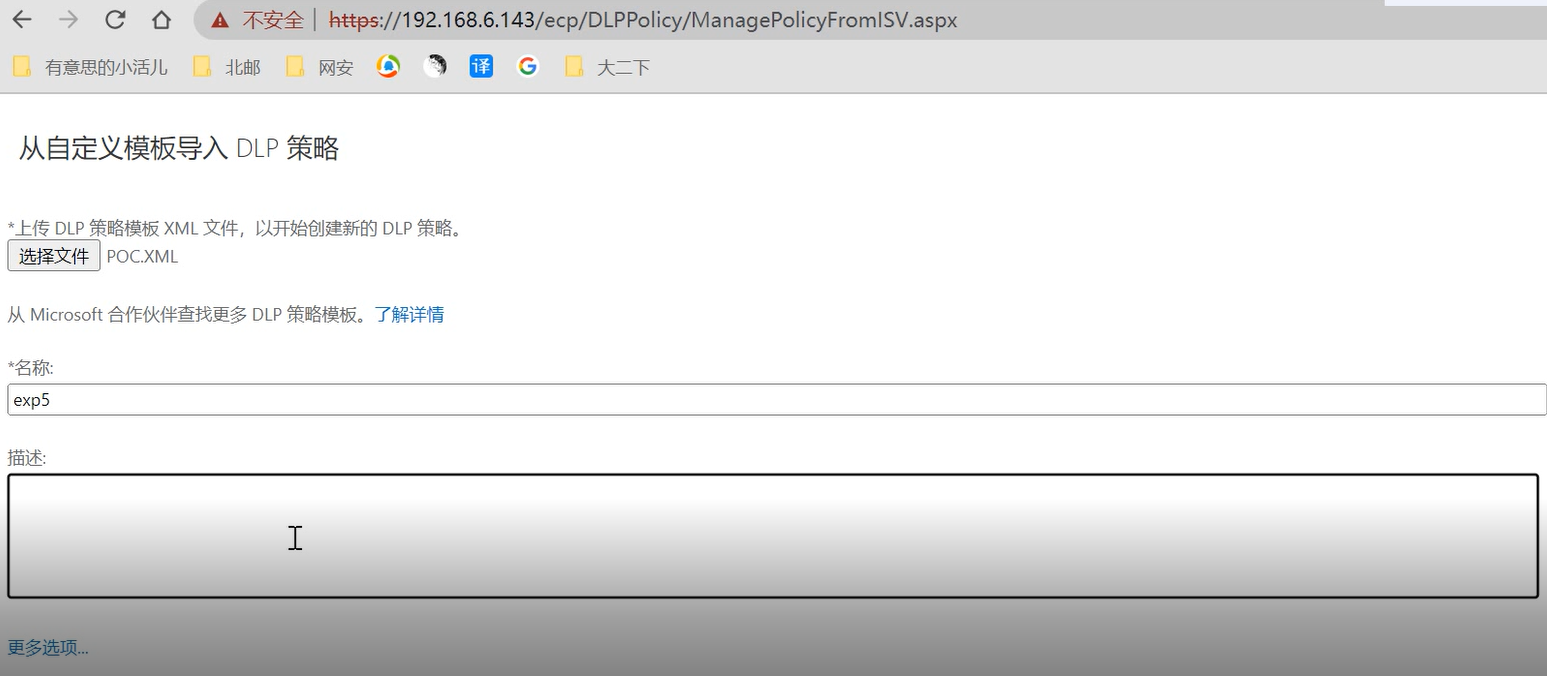 不安全 https://192.168.6.143/ecp/DLPPolicy/ManagePolicyFromISV.aspx
有意思的小活儿 北邮 网安 译 G 大二下
从自定义模板导入 DLP 策略
*上传 DLP 策略模板 XML 文件，以开始创建新的 DLP 策略。
选择文件 POC.XML
从 Microsoft 合作伙伴查找更多 DLP 策略模板。了解详情
*名称:
exp5
描述:
更多选项...